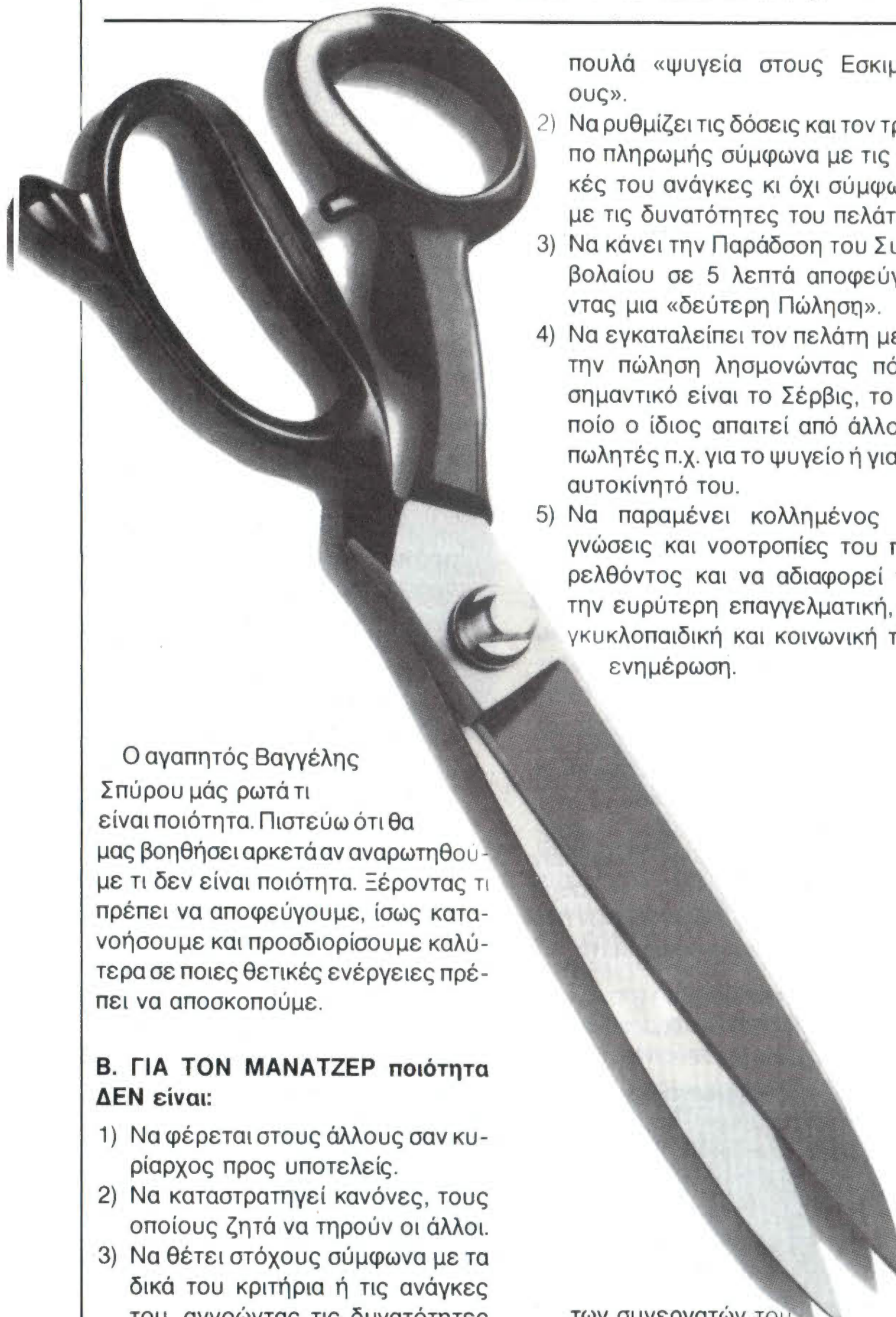 Ο αγαπητός Βαγγέλης
Σπύρου μάς ρωτά τι
είναι ποιότητα. Πιστεύω ότι θα
μας βοηθήσει αρκετά αν αναρωτηθού-
με τι δεν είναι ποιότητα. Ξέροντας τι
πρέπει να αποφεύγουμε, ίσως κατα-
νοήσουμε και προσδιορίσουμε καλύ-
τερα σε ποιες θετικές ενέργειες πρέ-
πει να αποσκοπούμε.
Β. ΓΙΑ ΤΟΝ ΜΑΝΑΤΖΕΡ ποιότητα
ΔΕΝ είναι:
1) Να φέρεται στους άλλους σαν κυ-
ρίαρχος προς υποτελείς.
2) Να καταστρατηγεί κανόνες, τους
οποίους ζητά να τηρούν οι άλλοι.
3) Να θέτει στόχους σύμφωνα με τα
δικά του κριτήρια ή τις ανάγκες
του, αγνοώντας τις δυνατότητες
πουλά «ψυγεία στους Εσκιμ
ους».
2) Να ρυθμίζει τις δόσεις και τον τρ
πο πληρωμής σύμφωνα με τις
κές του ανάγκες κι όχι σύμφω
με τις δυνατότητες του πελάτ
3) Να κάνει την Παράδσοη του Συ
βολαίου σε 5 λεπτά αποφεύγ
ντας μια «δεύτερη Πώληση».
4) Να εγκαταλείπει τον πελάτη με
την πώληση λησμονώντας πό
σημαντικό είναι το Σέρβις, το
ποίο ο ίδιος απαιτεί από άλλο
πωλητές π.χ. για το ψυγείο ή για
αυτοκίνητό του.
5) Να παραμένει κολλημένος
γνώσεις και νοοτροπίες του π
ρελθόντος και να αδιαφορεί
την ευρύτερη επαγγελματική,
γκυκλοπαιδική και κοινωνική τ
ενημέρωση.
των συνεργατών του